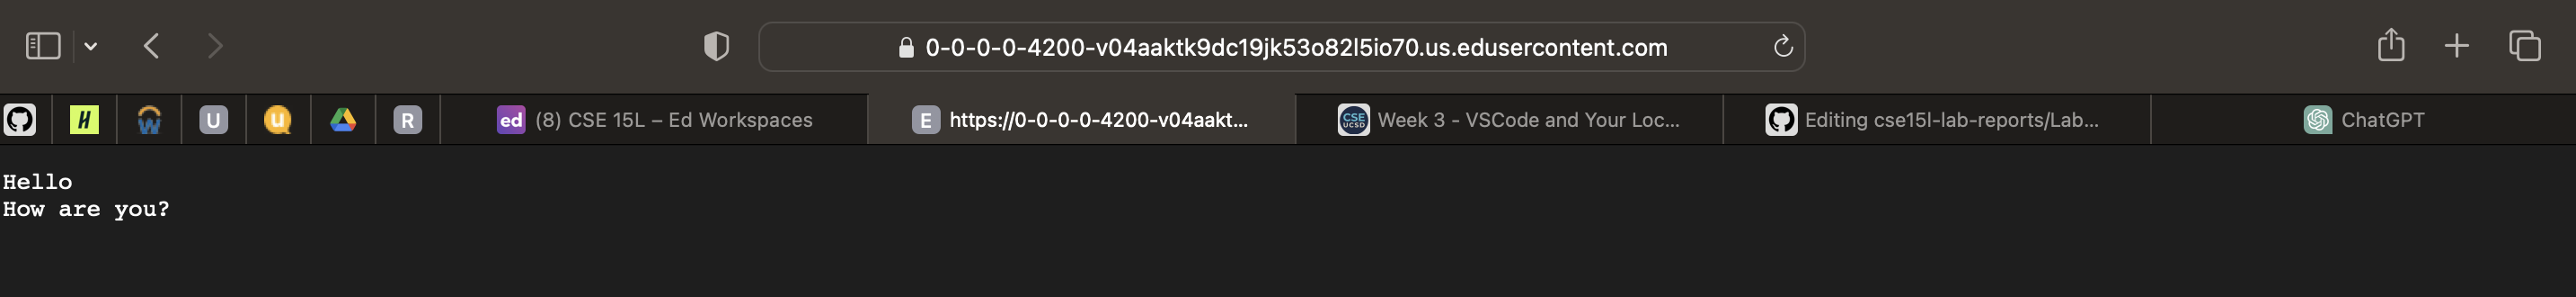 0-0-0-0-4200-v04aaktk9dc19jk53o82l5io70.us.edusercontent.com
H
W
U
u
R
ed (8) CSE 15L – Ed Workspaces
E https://0-0-0-0-4200-v04aakt...
CSE UCSD Week 3 - VSCode and Your Loc...
Editing cse15l-lab-reports/Lab...
ChatGPT
Hello
How are you?